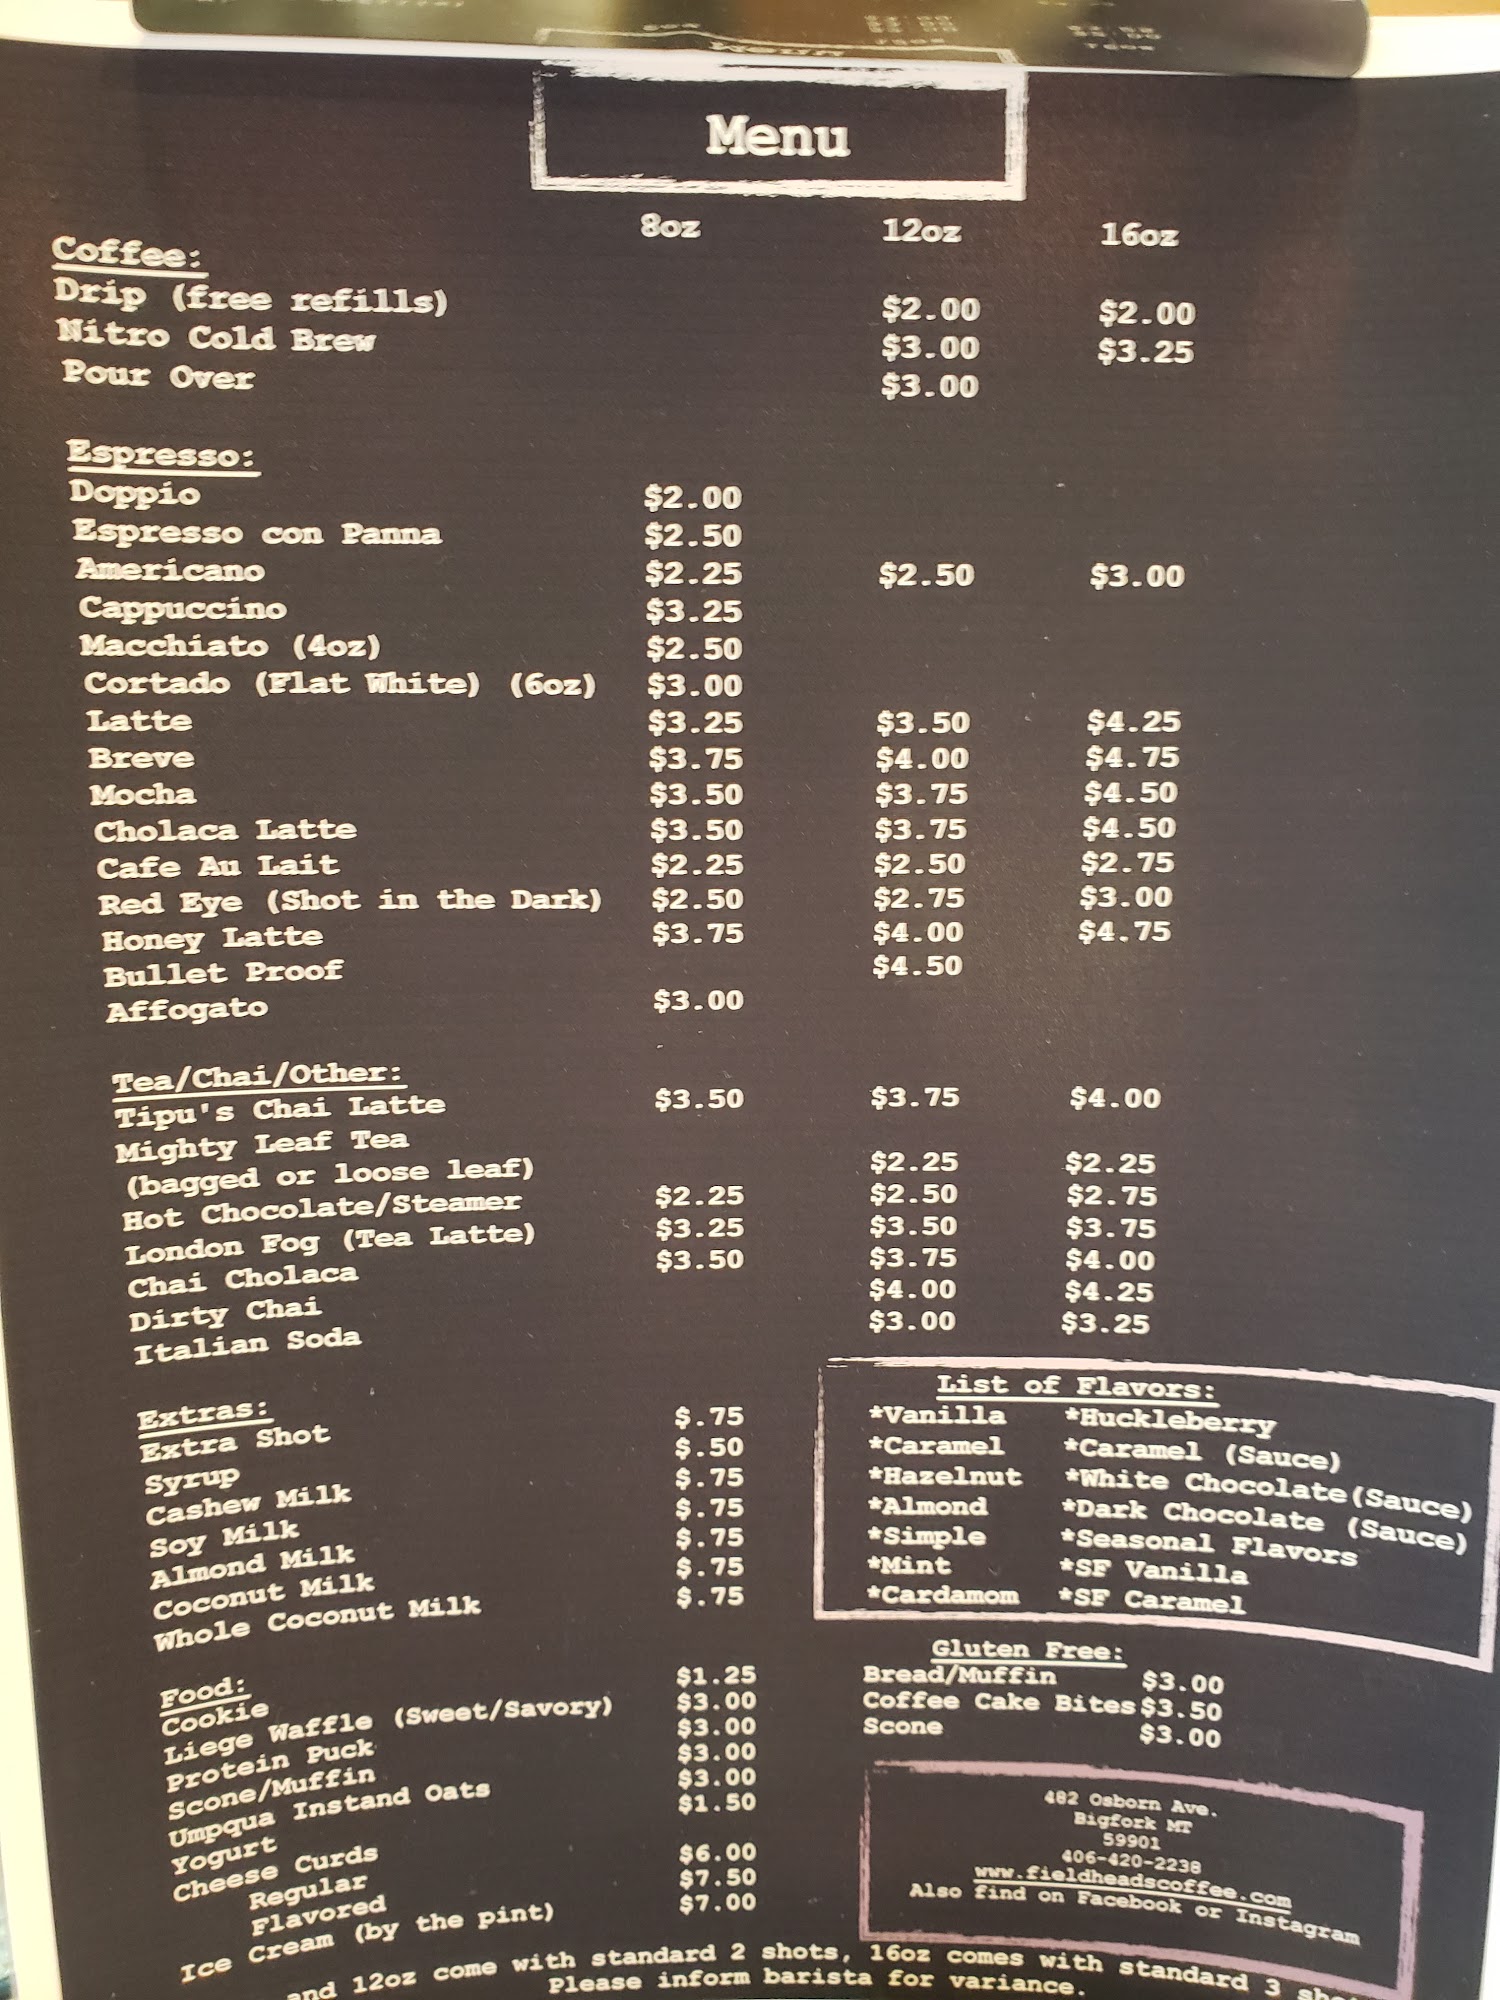 Menu
8oz 12oz 16oz
Coffee:
Drip (free refills) $2.00 $2.00
Nitro Cold Brew $3.00 $3.25
Pour Over $3.00
Espresso:
Doppio $2.00
Espresso con Panna $2.50
Americano $2.25 $2.50 $3.00
Cappuccino $3.25
Macchiato (4oz) $2.50
Cortado (Flat White) (6oz) $3.00
Latte $3.25 $3.50 $4.25
Breve $3.75 $4.00 $4.75
Mocha $3.50 $3.75 $4.50
Cholaca Latte $3.50 $3.75 $4.50
Cafe Au Lait $2.25 $2.50 $2.75
Red Eye (Shot in the Dark) $2.50 $2.75 $3.00
Honey Latte $3.75 $4.00 $4.75
Bullet Proof $4.50
Affogato $3.00
Tea/Chai/Other:
Tipu's Chai Latte $3.50 $3.75 $4.00
Mighty Leaf Tea
(bagged or loose leaf) $2.25 $2.25
Hot Chocolate/Steamer $2.25 $2.50 $2.75
London Fog (Tea Latte) $3.25 $3.50 $3.75
Chai Cholaca $3.50 $3.75 $4.00
Dirty Chai $4.00 $4.25
Italian Soda $3.00 $3.25
Extras:
Extra Shot $.75
Syrup $.50
Cashew Milk $.75
Soy Milk $.75
Almond Milk $.75
Coconut Milk $.75
Whole Coconut Milk $.75
List of Flavors:
*Vanilla *Huckleberry
*Caramel *Caramel (Sauce)
*Hazelnut *White Chocolate(Sauce)
*Almond *Dark Chocolate (Sauce)
*Simple *Seasonal Flavors
*Mint *SF Vanilla
*Cardamom *SF Caramel
Food:
Cookie $1.25
Liege Waffle (Sweet/Savory) $3.00
Protein Puck $3.00
Scone/Muffin $3.00
Umpqua Instand Oats $3.00
Yogurt $1.50
Cheese Curds
Regular $6.00
Flavored $7.50
Ice Cream (by the pint) $7.00
Gluten Free:
Bread/Muffin $3.00
Coffee Cake Bites $3.50
Scone $3.00
482 Osborn Ave.
Bigfork MT
59901
406-420-2238
www.fieldheadscoffee.com
Also find on Facebook or Instagram
and 12oz come with standard 2 shots, 16oz comes with standard 3
Please inform barista for variance.